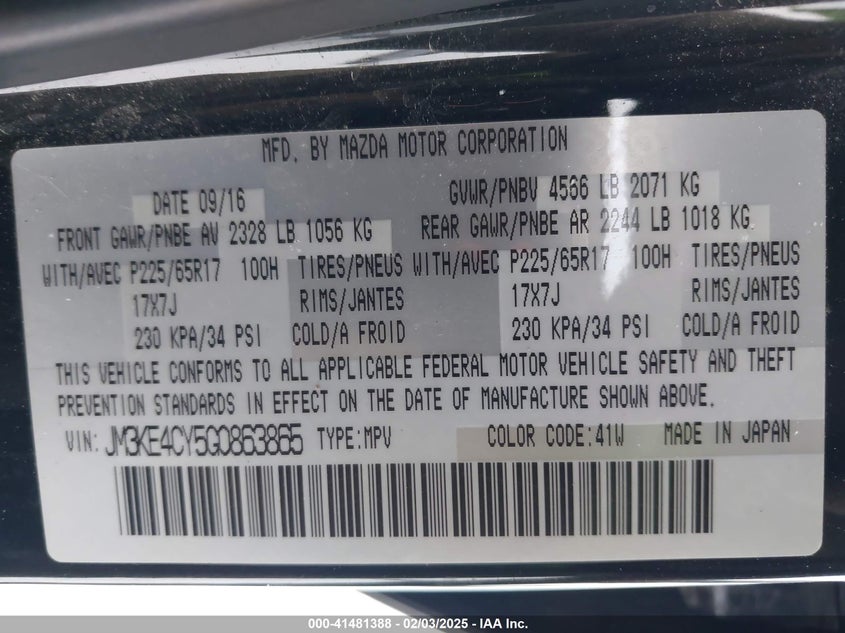 MFD. BY MAZDA MOTOR CORPORATION
DATE 09/16 GVWR/PNBV 4566 LB 2071 KG
FRONT GAWR/PNBE AV 2328 LB 1056 KG REAR GAWR/PNBE AR 2244 LB 1018 KG
WITH/AVEC P225/65R17 100H TIRES/PNEUS WITH/AVEC P225/65R17 100H TIRES/PNEUS
17X7J RIMS/JANTES 17X7J RIMS/JANTES
230 KPA/34 PSI COLD/A FROID 230 KPA/34 PSI COLD/A FROID
THIS VEHICLE CONFORMS TO ALL APPLICABLE FEDERAL MOTOR VEHICLE SAFETY AND THEFT
PREVENTION STANDARDS IN EFFECT ON THE DATE OF MANUFACTURE SHOWN ABOVE.
VIN: JM3KE4CY5G0863865 TYPE:MPV COLOR CODE:41W MADE IN JAPAN
000-41481388 - 02/03/2025 - IAA Holdings, LLC.